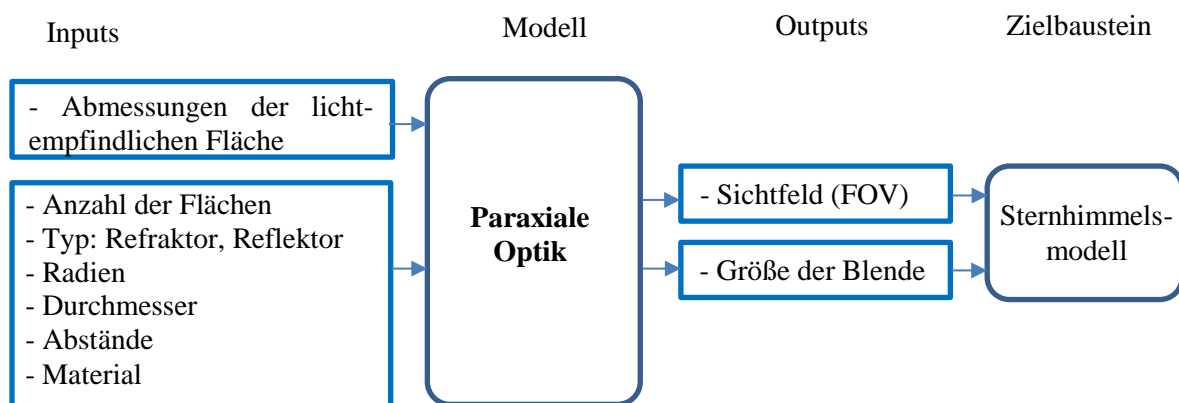 Inputs
Modell
Outputs
Zielbaustein
- Abmessungen der licht-
empfindlichen Fläche
- Anzahl der Flächen
- Typ: Refraktor, Reflektor
- Radien
- Durchmesser
- Abstände
- Material
Paraxiale
Optik
- Sichtfeld (FOV)
- Größe der Blende
Sternhimmels-
modell